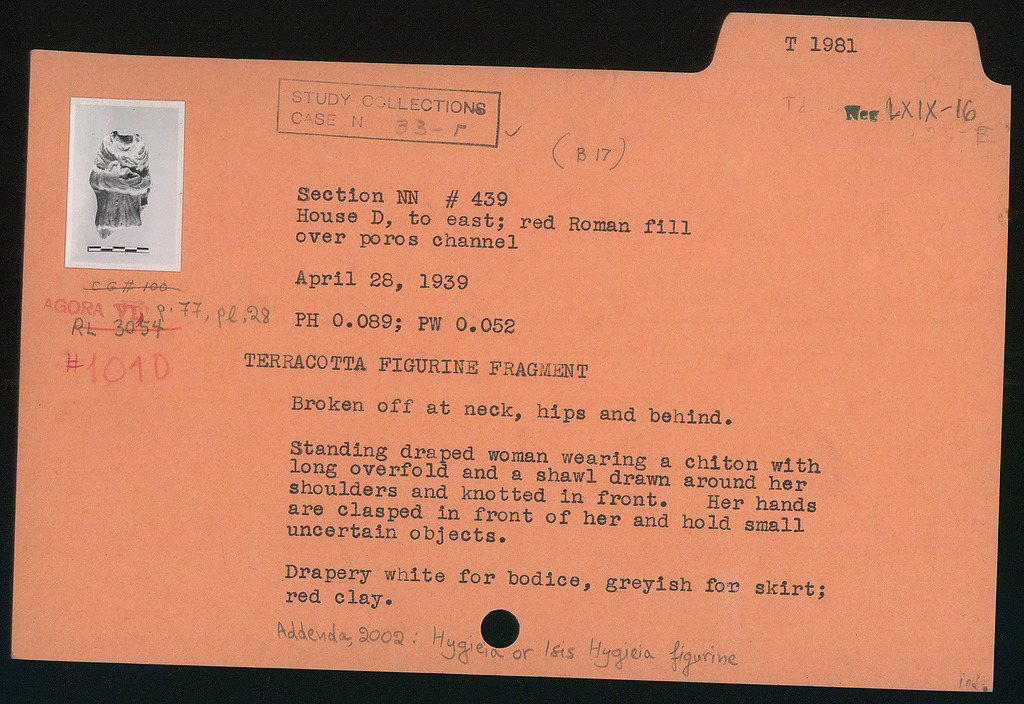 T 1981
Neg LXIX-16
STUDY COLLECTIONS
CASE N 33-
(B 17)
Section NN # 439
House D, to east; red Roman fill
over poros channel
April 28, 1939
CG# 100
AGORA VI, p. 77, pl. 28
RL 3054
#1010
PH 0.089; PW 0.052
TERRACOTTA FIGURINE FRAGMENT
Broken off at neck, hips and behind.
Standing draped woman wearing a chiton with
long overfold and a shawl drawn around her
shoulders and knotted in front. Her hands
are clasped in front of her and hold small
uncertain objects.
Drapery white for bodice, greyish for skirt;
red clay.
Addenda, 2002: Hygieia or Isis Hygieia figurine